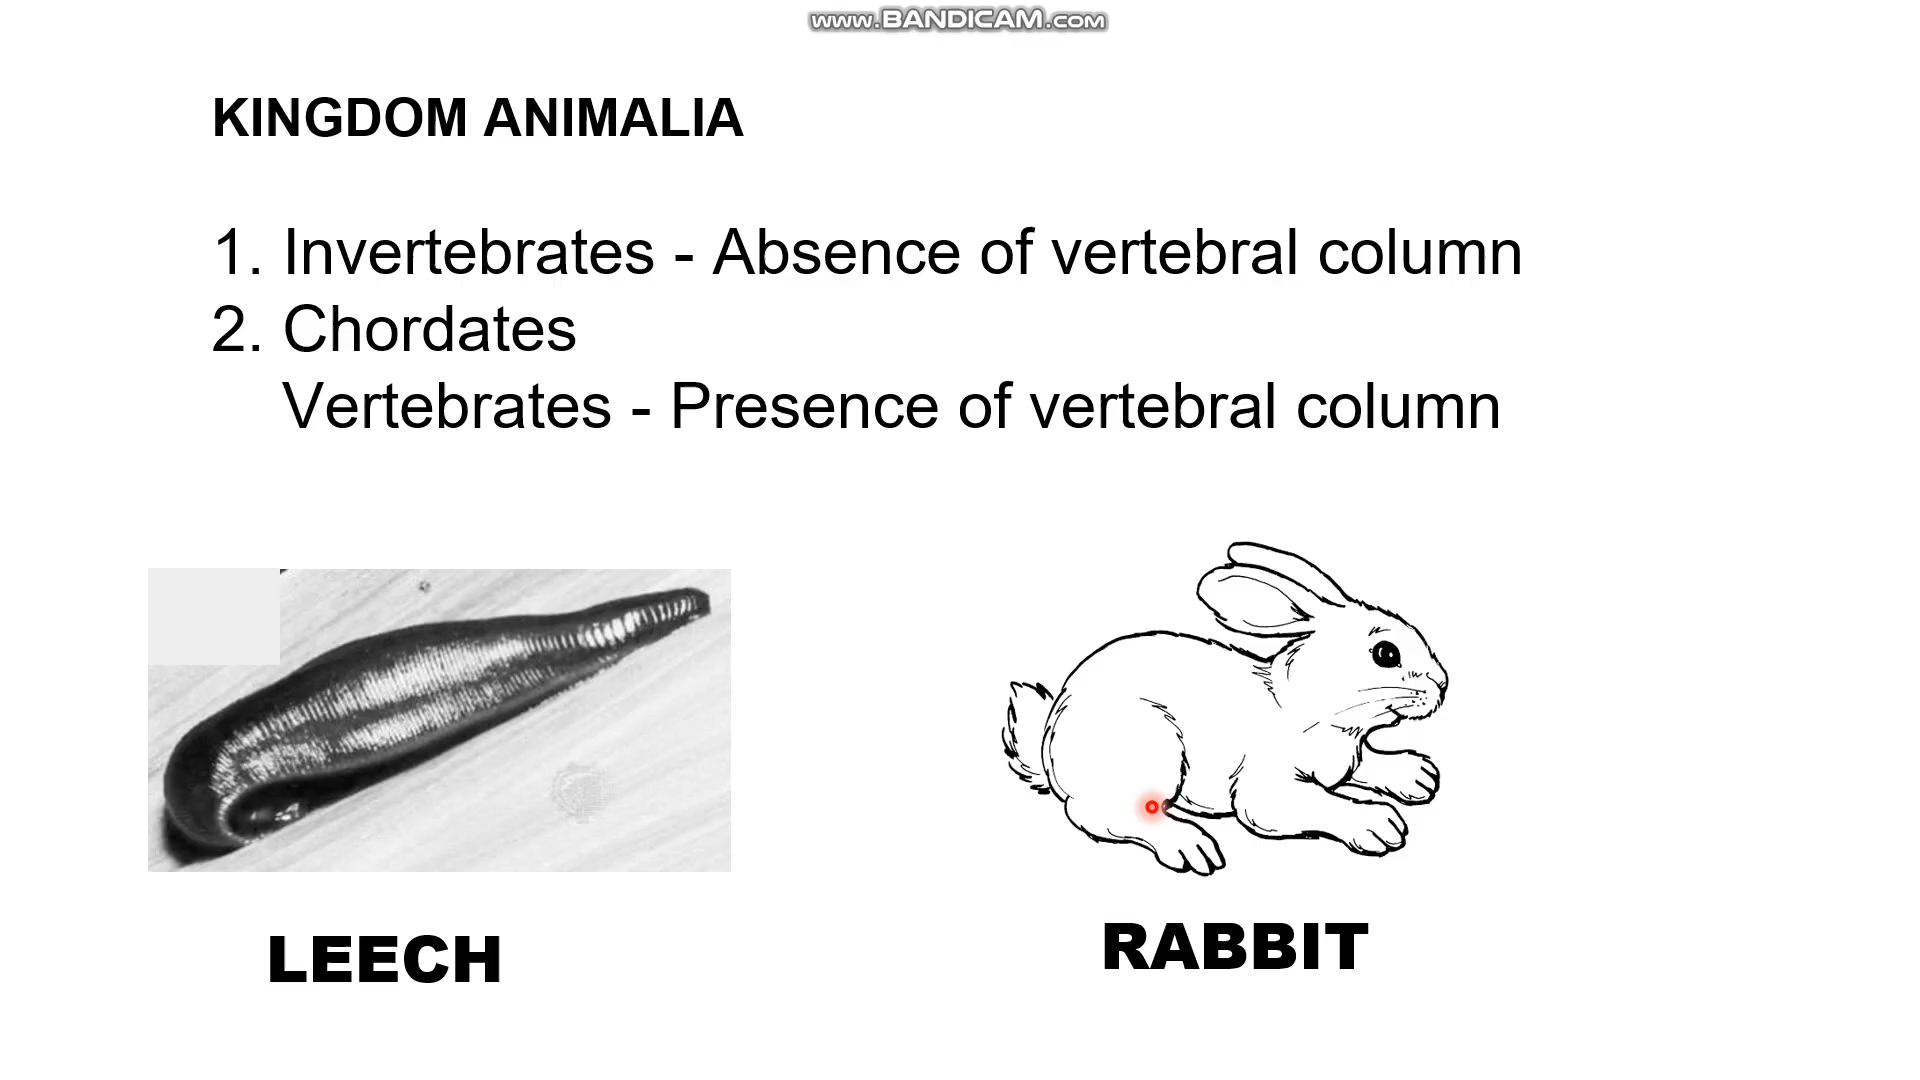 www.BANDICAM.com
KINGDOM ANIMALIA
1. Invertebrates - Absence of vertebral column
2. Chordates
Vertebrates - Presence of vertebral column
LEECH
RABBIT